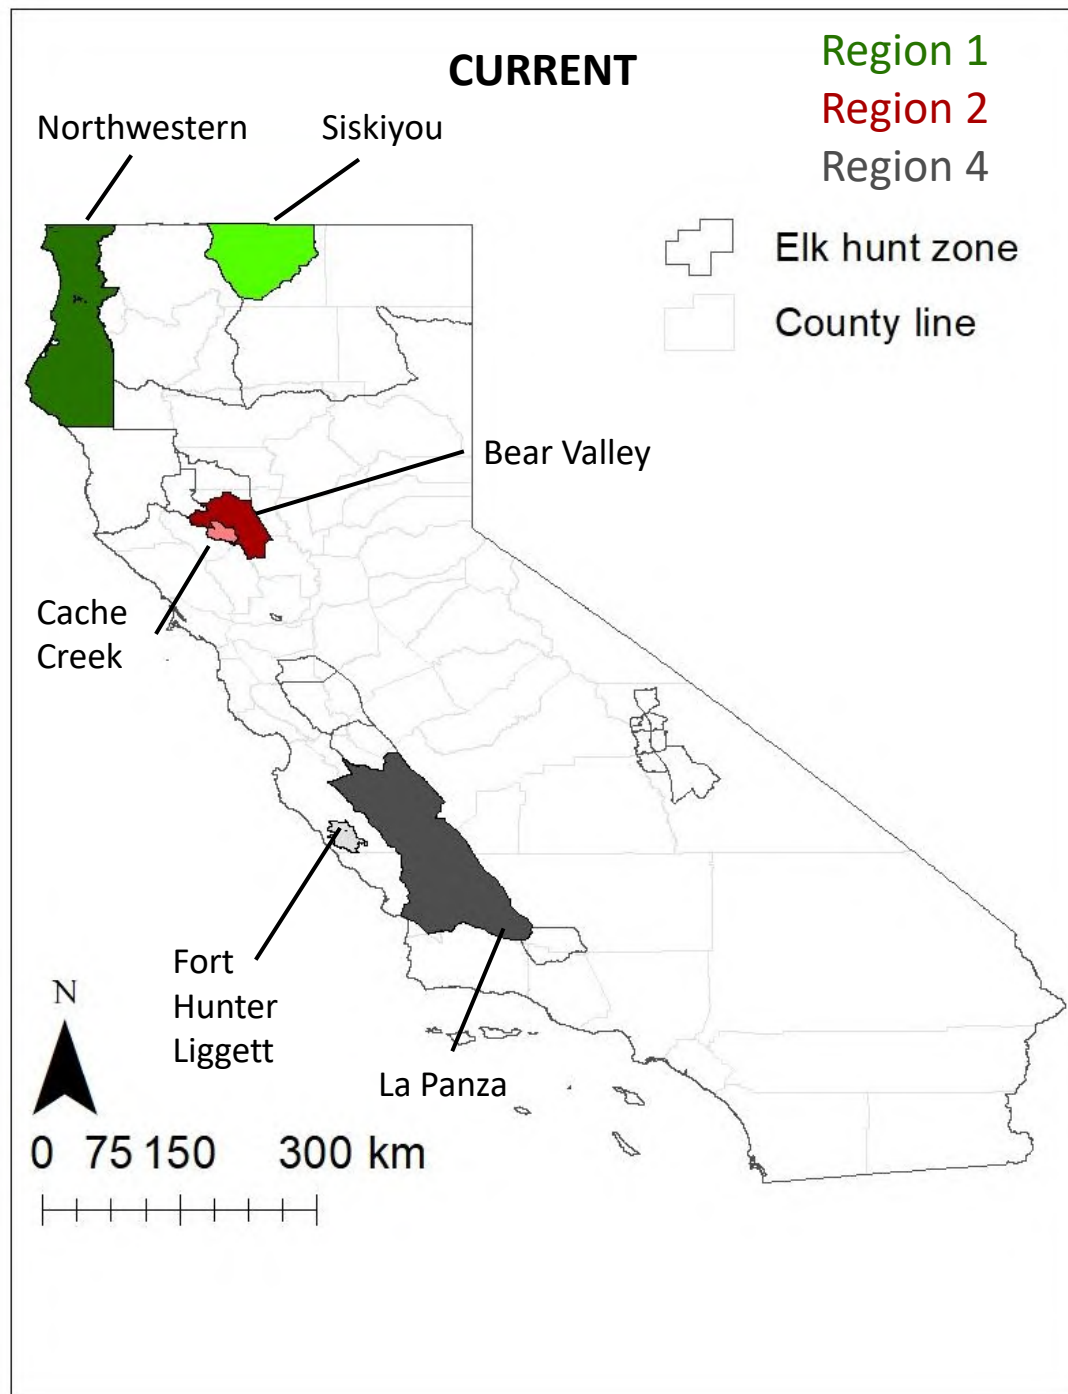 CURRENT
Region 1
Region 2
Region 4
Northwestern
Siskiyou
Elk hunt zone
County line
Bear Valley
Cache
Creek
Fort
Hunter
Liggett
La Panza
N
0 75 150 300 km